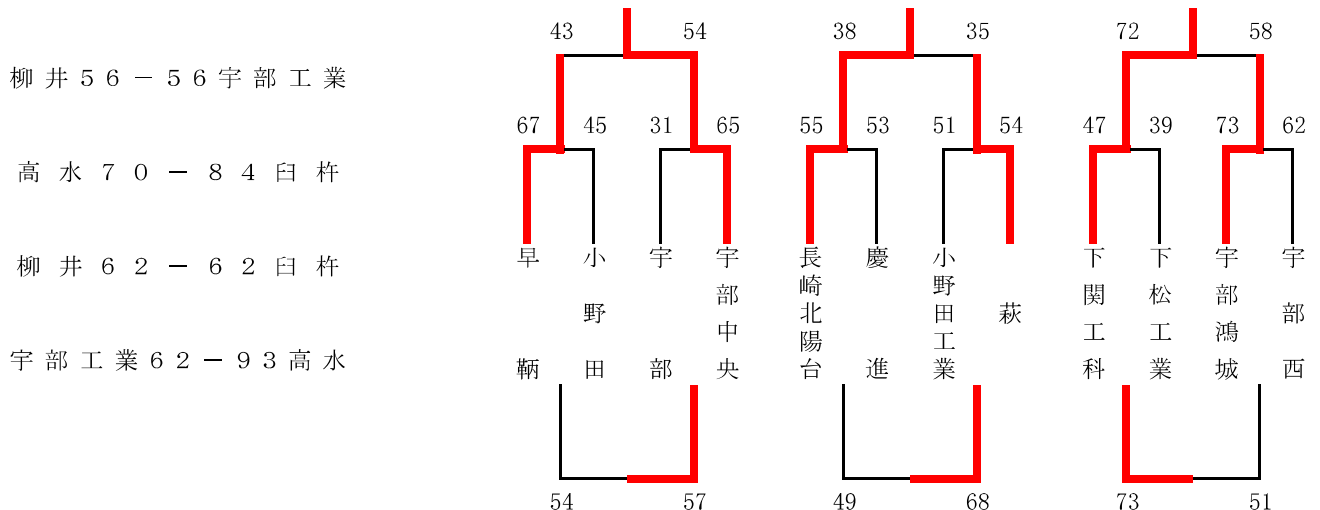 43 54 38 35 72 58
柳井56－56宇部工業
67 45 31 65 55 53 51 54 47 39 73 62
高水70－84臼杵
柳井62－62臼杵
早鞆
小野田
宇部
宇部中央
長崎北陽台
慶進
小野田工業
萩
下関工科
下松工業
宇部鴻城
宇部西
宇部工業62－93高水
54 57 49 68 73 51